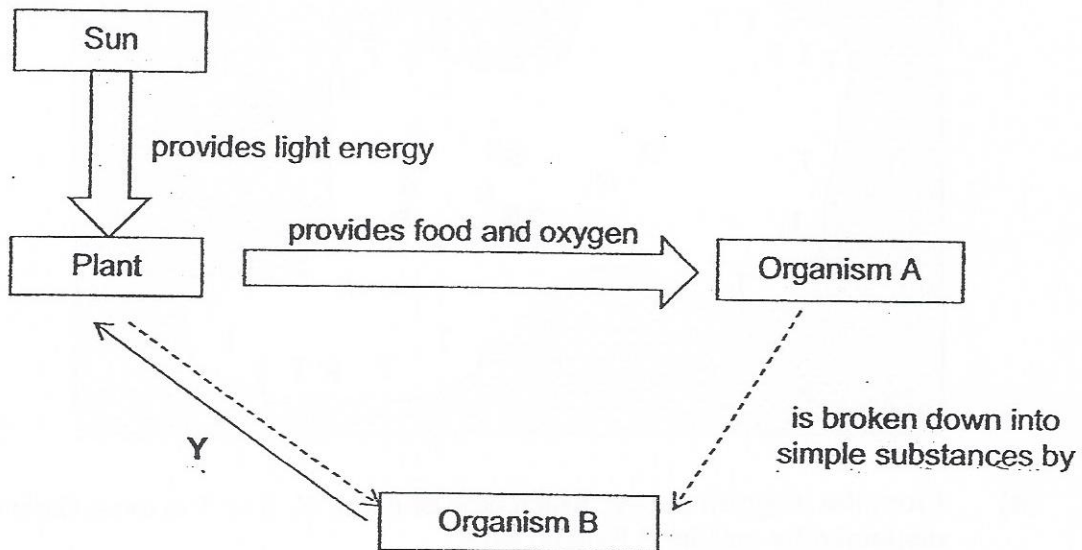 Sun
provides light energy
provides food and oxygen
Plant
Organism A
Y
is broken down into
simple substances by
Organism B